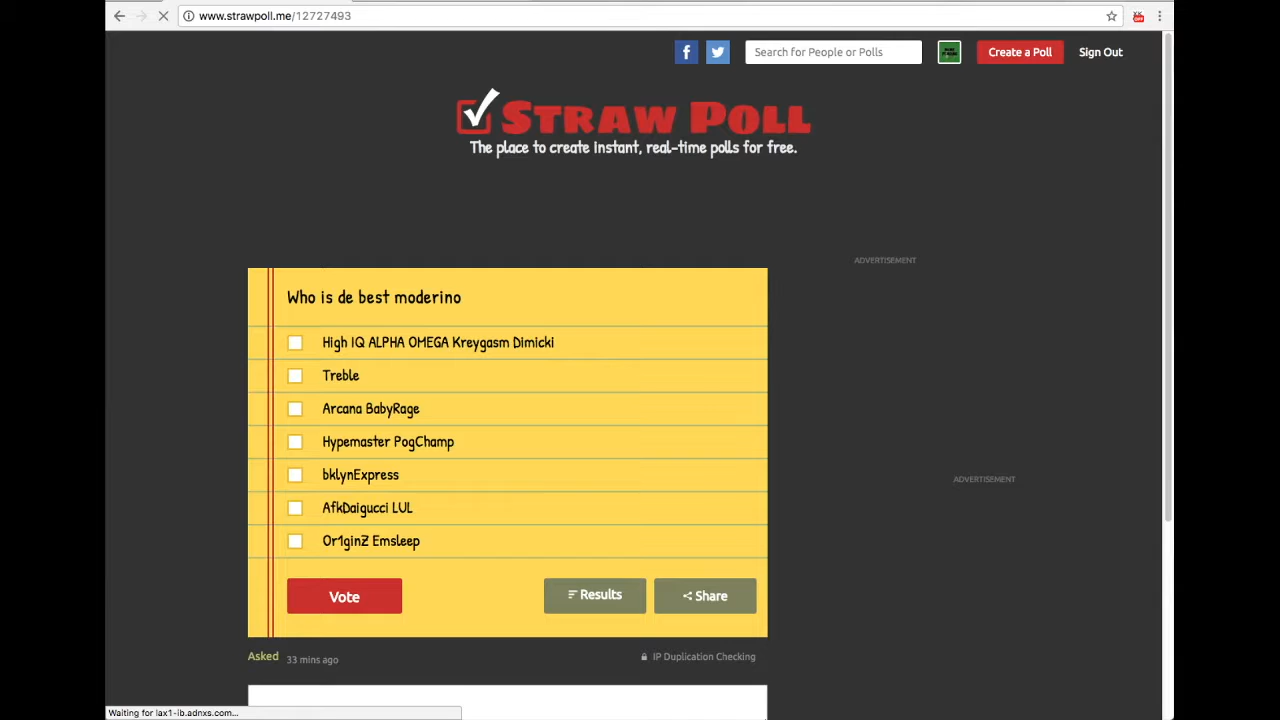 www.strawpoll.me/12727493
Search for People or Polls
Create a Poll
Sign Out
STRAW POLL
The place to create instant, real-time polls for free.
ADVERTISEMENT
Who is de best moderino
High IQ ALPHA OMEGA Kreygasm Dimicki
Treble
Arcana BabyRage
Hypemaster PogChamp
bklynExpress
AfkDaigucci LUL
Or1ginZ Emsleep
ADVERTISEMENT
Vote
Results
Share
Asked 33 mins ago
IP Duplication Checking
Waiting for lax1-ib.adnxs.com...